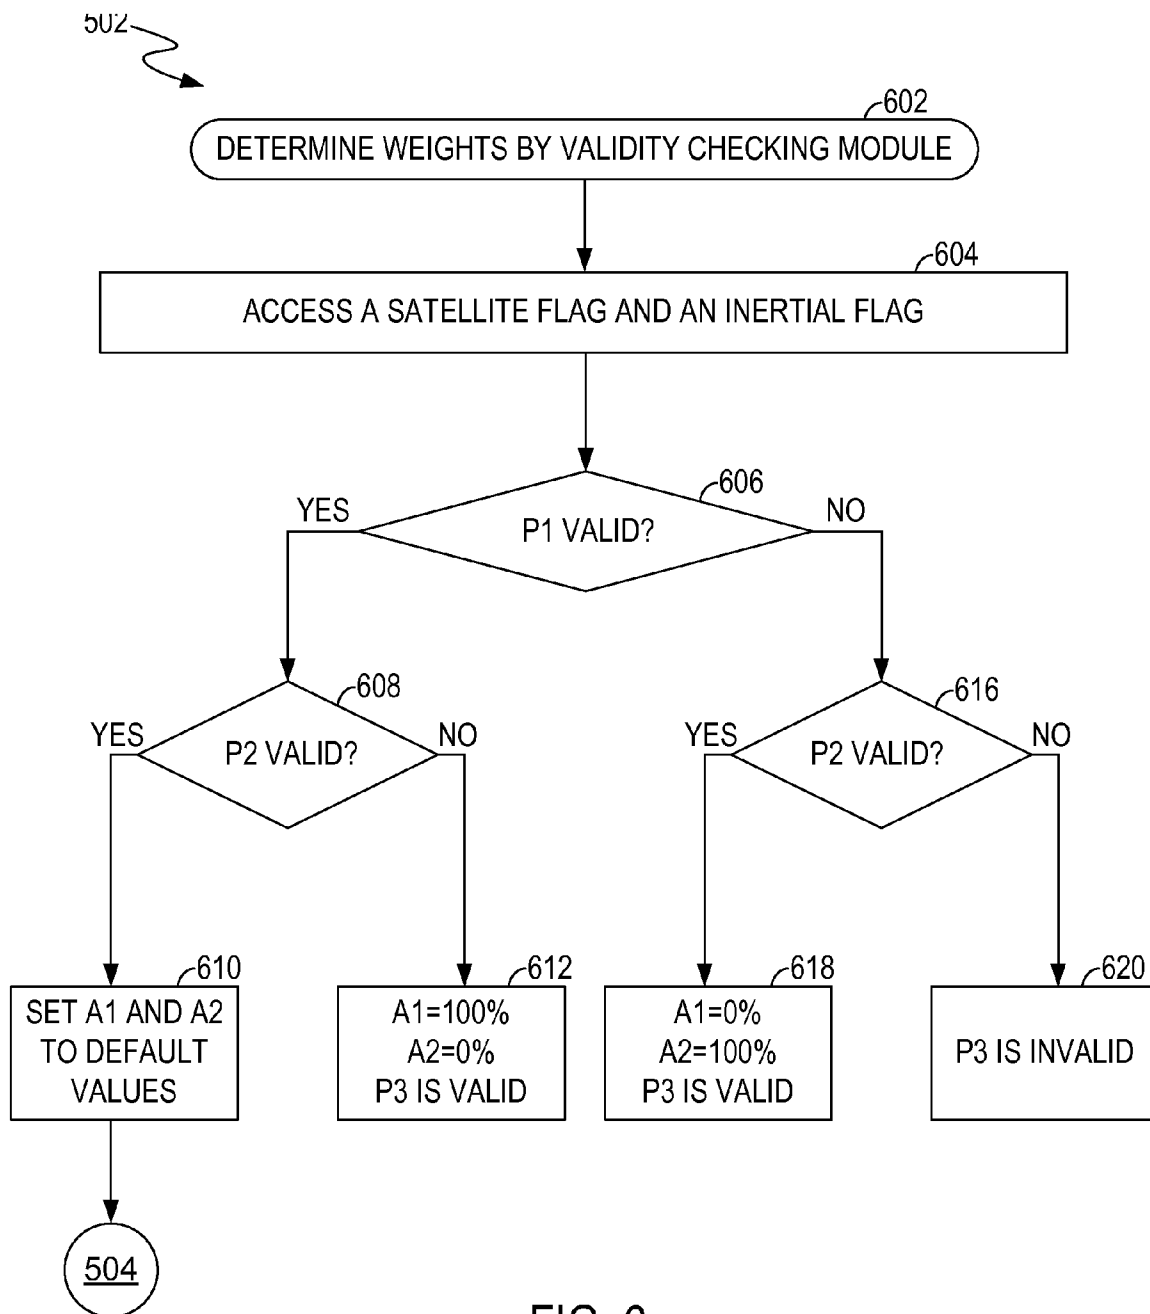 502
602
DETERMINE WEIGHTS BY VALIDITY CHECKING MODULE
604
ACCESS A SATELLITE FLAG AND AN INERTIAL FLAG
606
YES
NO
P1 VALID?
608
616
YES
NO
YES
NO
P2 VALID?
P2 VALID?
610
612
618
620
SET A1 AND A2
TO DEFAULT
VALUES
A1=100%
A2=0%
P3 IS VALID
A1=0%
A2=100%
P3 IS VALID
P3 IS INVALID
504